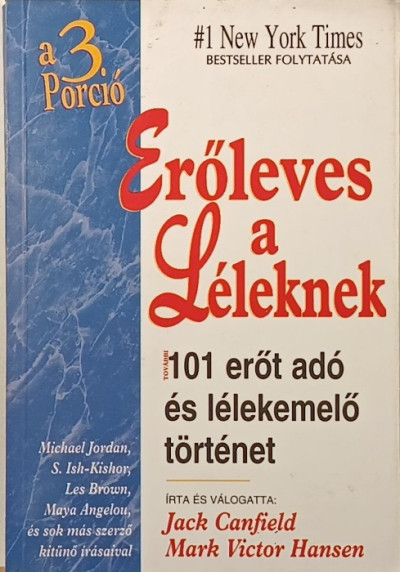 a 3.
Porció
#1 New York Times
BESTSELLER FOLYTATÁSA
Erőleves
a
Léleknek
TOVÁBBI
101 erőt adó
és lélekemelő
történet
Michael Jordan,
S. Ish-Kishor,
Les Brown,
Maya Angelou,
és sok más szerző
kitűnő írásaival
ÍRTA ÉS VÁLOGATTA:
Jack Canfield
Mark Victor Hansen